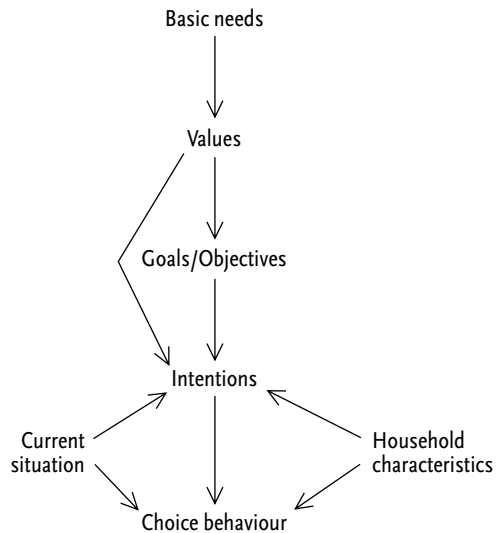 Basic needs
Values
Goals/Objectives
Intentions
Current
situation
Household
characteristics
Choice behaviour